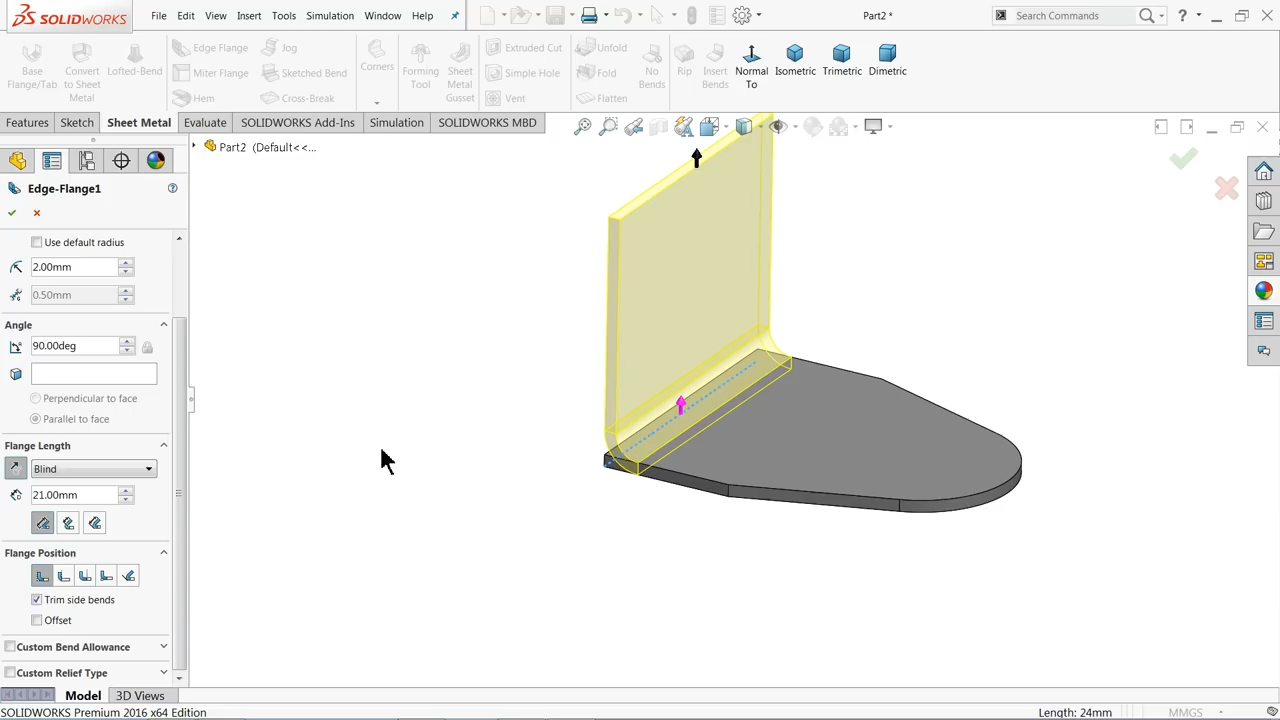 SOLIDWORKS File Edit View Insert Tools Simulation Window Help Part2 * Search Commands ?
Base Flange/Tab Convert to Sheet Metal Lofted-Bend Edge Flange Miter Flange Hem Jog Sketched Bend Cross-Break Corners Forming Tool Sheet Metal Gusset Extruded Cut Simple Hole Vent Unfold Fold Flatten No Bends Rip Insert Bends Normal To Isometric Trimetric Dimetric
Features Sketch Sheet Metal Evaluate SOLIDWORKS Add-Ins Simulation SOLIDWORKS MBD
Part2 (Default<<...
Edge-Flange1
Use default radius
2.00mm
0.50mm
Angle
90.00deg
Perpendicular to face
Parallel to face
Flange Length
Blind
21.00mm
Flange Position
Trim side bends
Offset
Custom Bend Allowance
Custom Relief Type
Model 3D Views
SOLIDWORKS Premium 2016 x64 Edition Length: 24mm MMGS